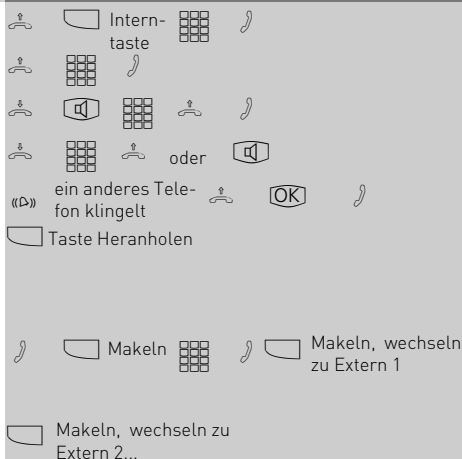 Intern-
taste
oder
ein anderes Tele-
fon klingelt
OK
Taste Heranholen
Makeln
Makeln, wechseln
zu Extern 1
Makeln, wechseln zu
Extern 2...